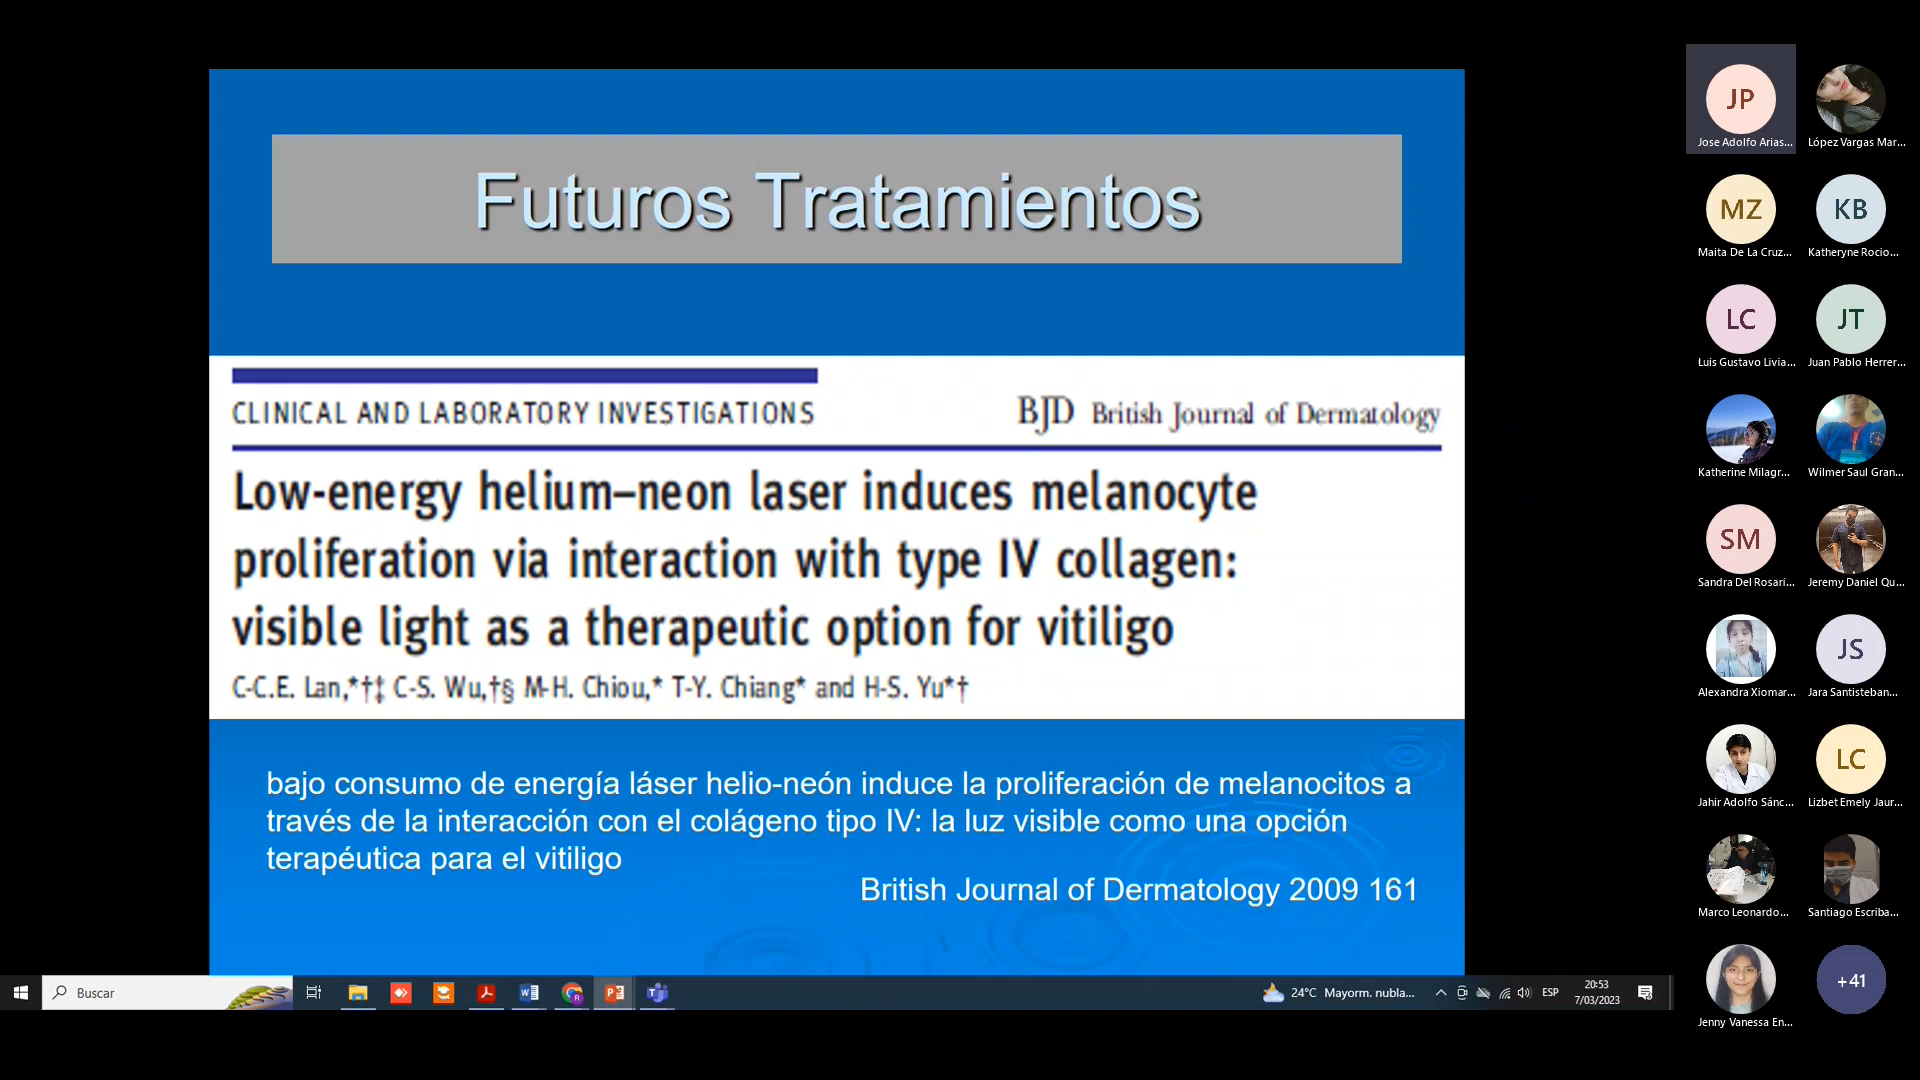 Futuros Tratamientos
CLINICAL AND LABORATORY INVESTIGATIONS
BJD British Journal of Dermatology
Low-energy helium–neon laser induces melanocyte
proliferation via interaction with type IV collagen:
visible light as a therapeutic option for vitiligo
C-C.E. Lan,*†‡ C-S. Wu,†§ M-H. Chiou,* T-Y. Chiang* and H-S. Yu*†
bajo consumo de energía láser helio-neón induce la proliferación de melanocitos a
través de la interacción con el colágeno tipo IV: la luz visible como una opción
terapéutica para el vitiligo
British Journal of Dermatology 2009 161
JP
Jose Adolfo Arias...
López Vargas Mar...
MZ
Maita De La Cruz...
KB
Katheryne Rocio...
LC
Luis Gustavo Livia...
JT
Juan Pablo Herrer...
Katherine Milagr...
Wilmer Saul Gran...
SM
Sandra Del Rosari...
Jeremy Daniel Qu...
Alexandra Xiomar...
JS
Jara Santisteban...
Jahir Adolfo Sánc...
LC
Lizbet Emely Jaur...
Marco Leonardo...
Santiago Escriba...
Jenny Vanessa En...
+41
Buscar
24°C Mayorm. nubla...
ESP
20:53
7/03/2023